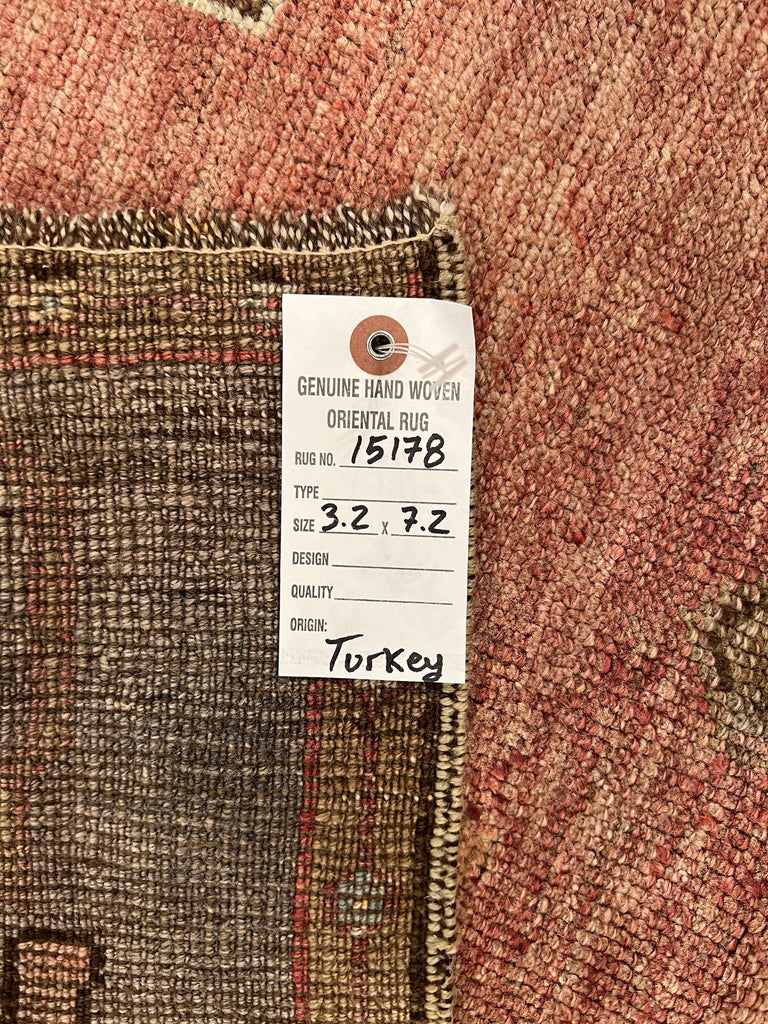 GENUINE HAND WOVEN
ORIENTAL RUG
RUG NO. 15178
TYPE
SIZE 3.2 X 7.2
DESIGN
QUALITY
ORIGIN:
Turkey